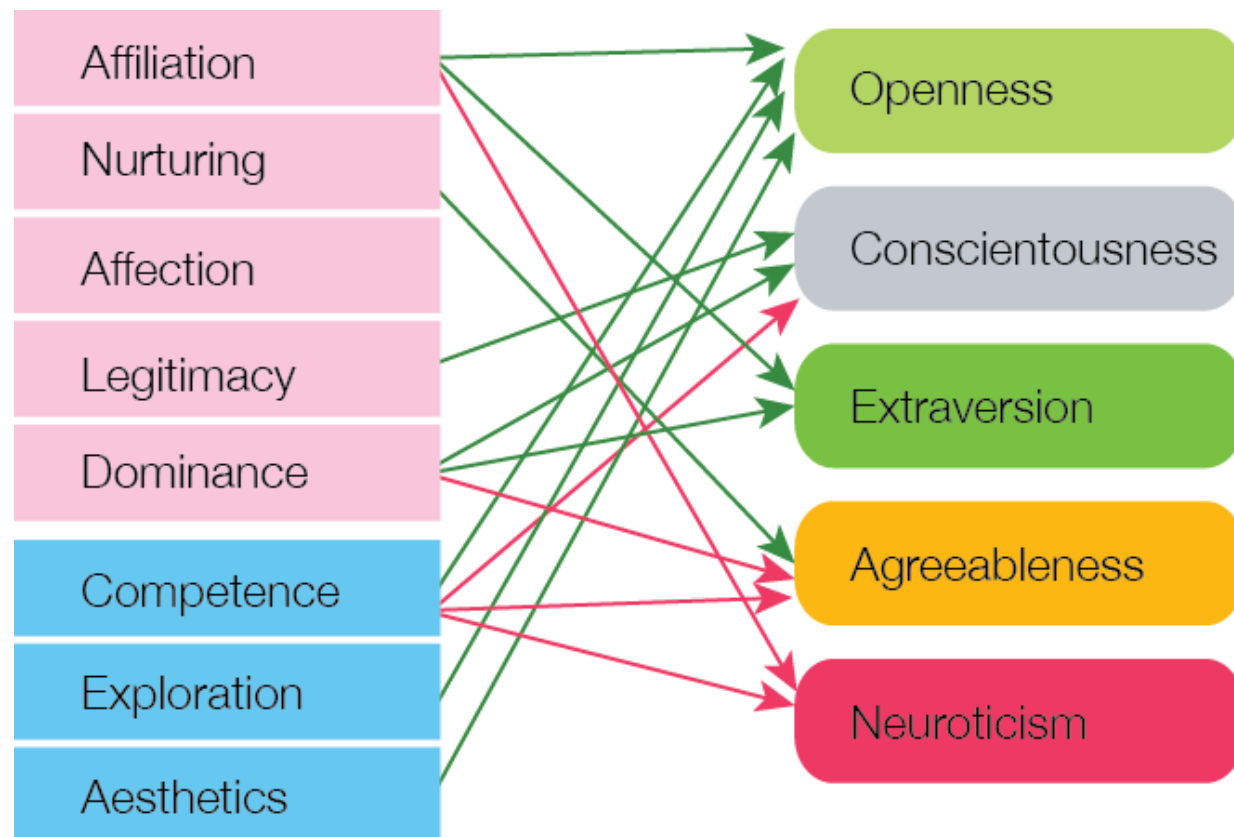 Affiliation
Nurturing
Affection
Legitimacy
Dominance
Competence
Exploration
Aesthetics
Openness
Conscientousness
Extraversion
Agreeableness
Neuroticism